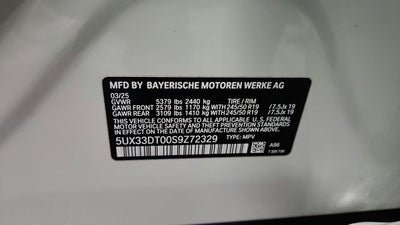 MFD BY BAYERISCHE MOTOREN WERKE AG
03/25
GVWR 5379 lbs 2440 kg TIRE / RIM
GAWR FRONT 2579 lbs 1170 kg WITH 245/50 R19 / 7.5J x 19
GAWR REAR 3109 lbs 1410 kg WITH 245/50 R19 / 7.5J x 19
THIS VEHICLE CONFORMS TO ALL APPLICABLE
U.S. FEDERAL MOTOR VEHICLE SAFETY AND
THEFT PREVENTION STANDARDS IN EFFECT ON
THE DATE OF MANUFACTURE SHOWN ABOVE.
5UX33DT00S9Z72329 TYPE: MPV
A96